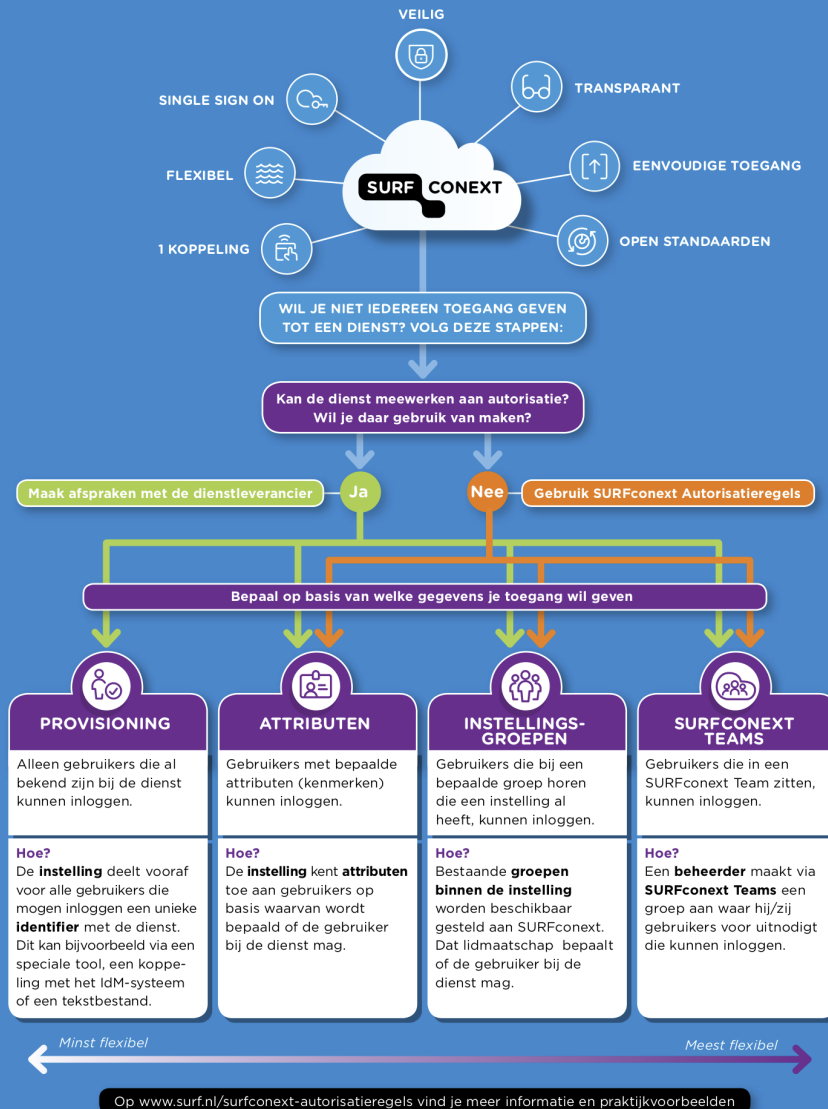 VEILIG
SINGLE SIGN ON
TRANSPARANT
FLEXIBEL
EENVOUDIGE TOEGANG
SURF CONEXT
1 KOPPELING
OPEN STANDAARDEN
WIL JE NIET IEDEREEN TOEGANG GEVEN
TOT EEN DIENST? VOLG DEZE STAPPEN:
Kan de dienst meewerken aan autorisatie?
Wil je daar gebruik van maken?
Maak afspraken met de dienstleverancier
Ja
Nee
Gebruik SURFconext Autorisatieregels
Bepaal op basis van welke gegevens je toegang wil geven
PROVISIONING
Alleen gebruikers die al
bekend zijn bij de dienst
kunnen inloggen.
Hoe?
De instelling deelt vooraf
voor alle gebruikers die
mogen inloggen een unieke
identifier met de dienst.
Dit kan bijvoorbeeld via een
speciale tool, een koppe-
ling met het IdM-systeem
of een tekstbestand.
ATTRIBUTEN
Gebruikers met bepaalde
attributen (kenmerken)
kunnen inloggen.
Hoe?
De instelling kent attributen
toe aan gebruikers op
basis waarvan wordt
bepaald of de gebruiker
bij de dienst mag.
INSTELLINGS-
GROEPEN
Gebruikers die bij een
bepaalde groep horen
die een instelling al
heeft, kunnen inloggen.
Hoe?
Bestaande groepen
binnen de instelling
worden beschikbaar
gesteld aan SURFconext.
Dat lidmaatschap bepaalt
of de gebruiker bij de
dienst mag.
SURFCONEXT
TEAMS
Gebruikers die in een
SURFconext Team zitten,
kunnen inloggen.
Hoe?
Een beheerder maakt via
SURFconext Teams een
groep aan waar hij/zij
gebruikers voor uitnodigt
die kunnen inloggen.
Minst flexibel
Meest flexibel
Op www.surf.nl/surfconext-autorisatieregels vind je meer informatie en praktijkvoorbeelden